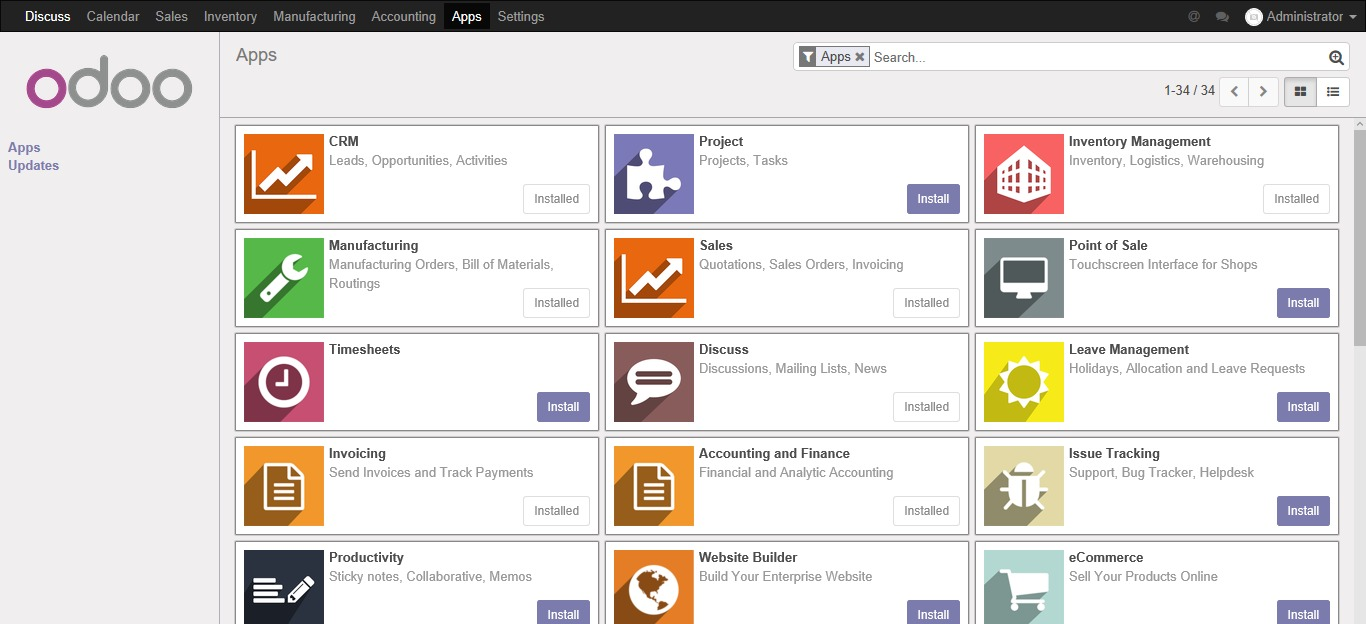 Discuss Calendar Sales Inventory Manufacturing Accounting Apps Settings @ Administrator
odoo
Apps
Updates
Apps
Apps Search...
1-34 / 34
CRM
Leads, Opportunities, Activities
Installed
Project
Projects, Tasks
Install
Inventory Management
Inventory, Logistics, Warehousing
Installed
Manufacturing
Manufacturing Orders, Bill of Materials,
Routings
Installed
Sales
Quotations, Sales Orders, Invoicing
Installed
Point of Sale
Touchscreen Interface for Shops
Install
Timesheets
Install
Discuss
Discussions, Mailing Lists, News
Installed
Leave Management
Holidays, Allocation and Leave Requests
Install
Invoicing
Send Invoices and Track Payments
Installed
Accounting and Finance
Financial and Analytic Accounting
Installed
Issue Tracking
Support, Bug Tracker, Helpdesk
Install
Productivity
Sticky notes, Collaborative, Memos
Install
Website Builder
Build Your Enterprise Website
Install
eCommerce
Sell Your Products Online
Install